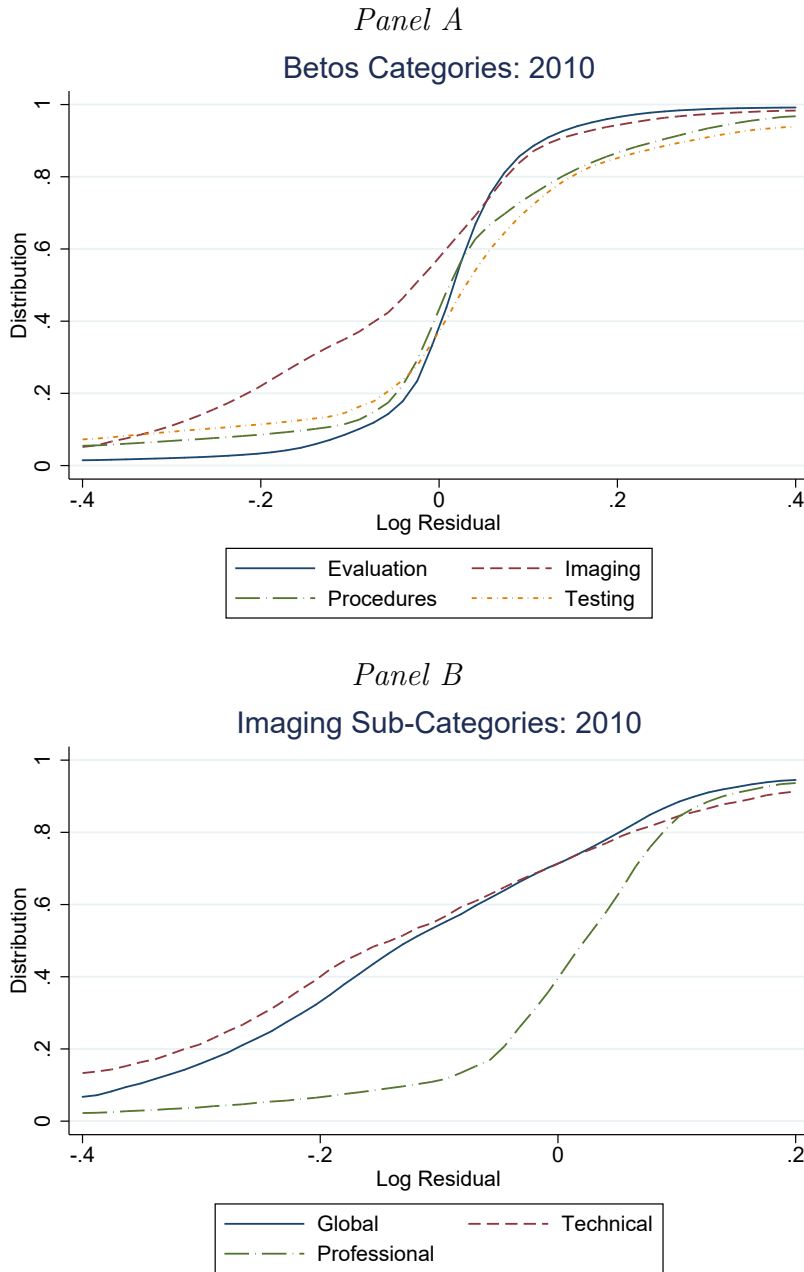 Panel A
Betos Categories: 2010
Distribution
1
.8
.6
.4
.2
0
-.4 -.2 0 .2 .4
Log Residual
Evaluation Imaging
Procedures Testing
Panel B
Imaging Sub-Categories: 2010
Distribution
1
.8
.6
.4
.2
0
-.4 -.2 0 .2
Log Residual
Global Technical
Professional